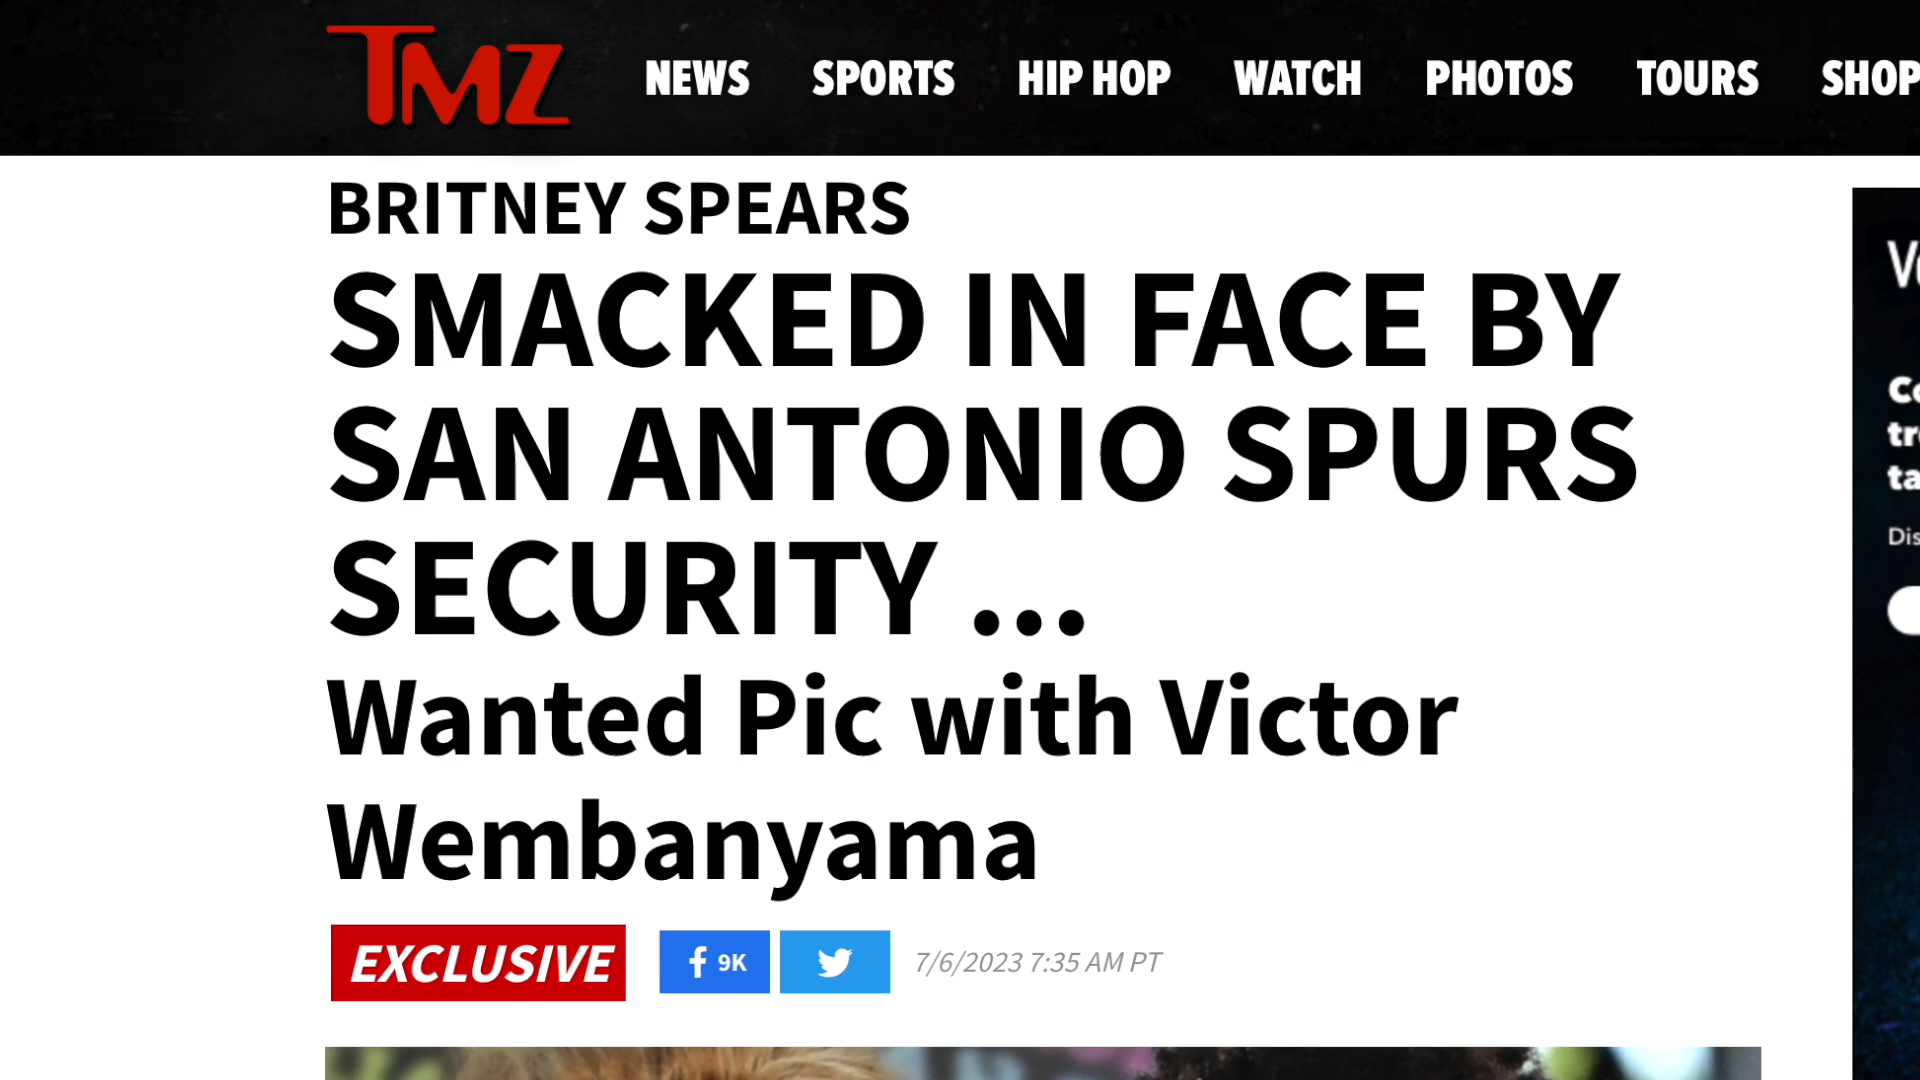 TMZ NEWS SPORTS HIP HOP WATCH PHOTOS TOURS SHOP
BRITNEY SPEARS
SMACKED IN FACE BY
SAN ANTONIO SPURS
SECURITY ...
Wanted Pic with Victor
Wembanyama
EXCLUSIVE 9K 7/6/2023 7:35 AM PT